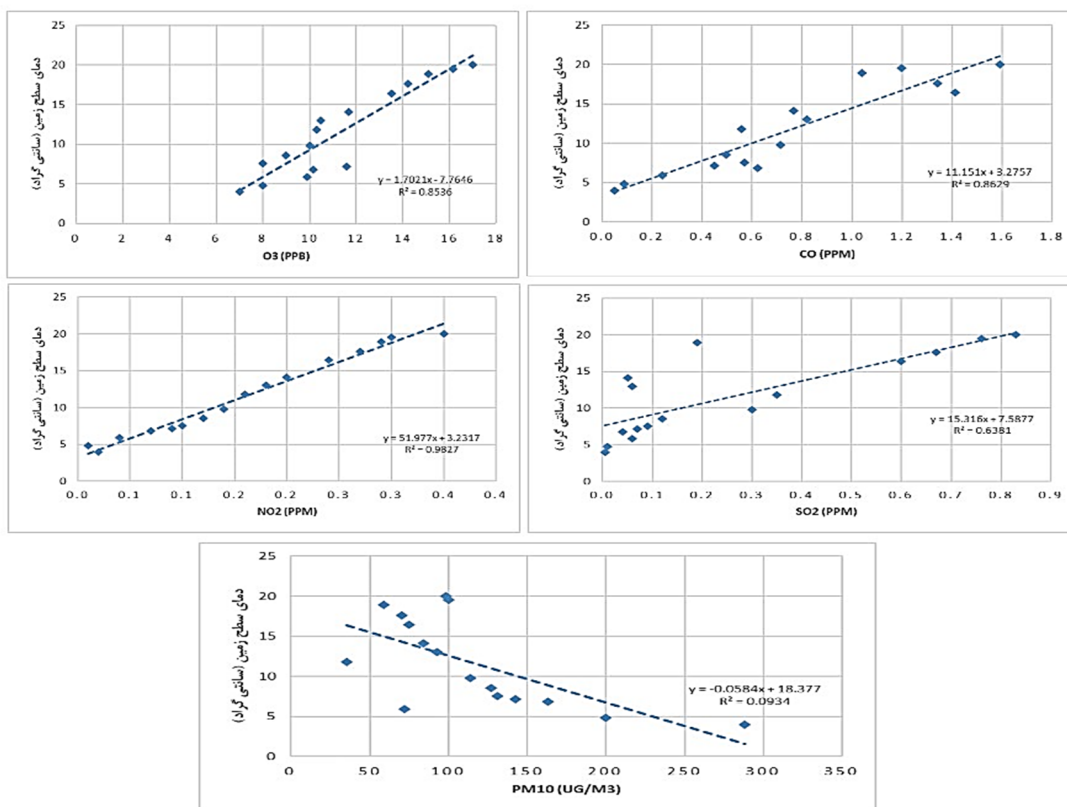 دمای سطح زمین (سانتی گراد)
25
20
15
10
5
0
0 2 4 6 8 10 12 14 16 18
O3 (PPB)
y = 1.7021x - 7.7646
R² = 0.8536
دمای سطح زمین (سانتی گراد)
25
20
15
10
5
0
0.0 0.2 0.4 0.6 0.8 1.0 1.2 1.4 1.6 1.8
CO (PPM)
y = 11.151x + 3.2757
R² = 0.8629
دمای سطح زمین (سانتی گراد)
25
20
15
10
5
0
0.0 0.1 0.1 0.2 0.2 0.3 0.3 0.4 0.4
NO2 (PPM)
y = 51.977x + 3.2317
R² = 0.9827
دمای سطح زمین (سانتی گراد)
25
20
15
10
5
0
0.0 0.1 0.2 0.3 0.4 0.5 0.6 0.7 0.8 0.9
SO2 (PPM)
y = 15.316x + 7.5877
R² = 0.6381
دمای سطح زمین (سانتی گراد)
25
20
15
10
5
0
0 50 100 150 200 250 300 350
PM10 (UG/M3)
y = -0.0584x + 18.377
R² = 0.0934